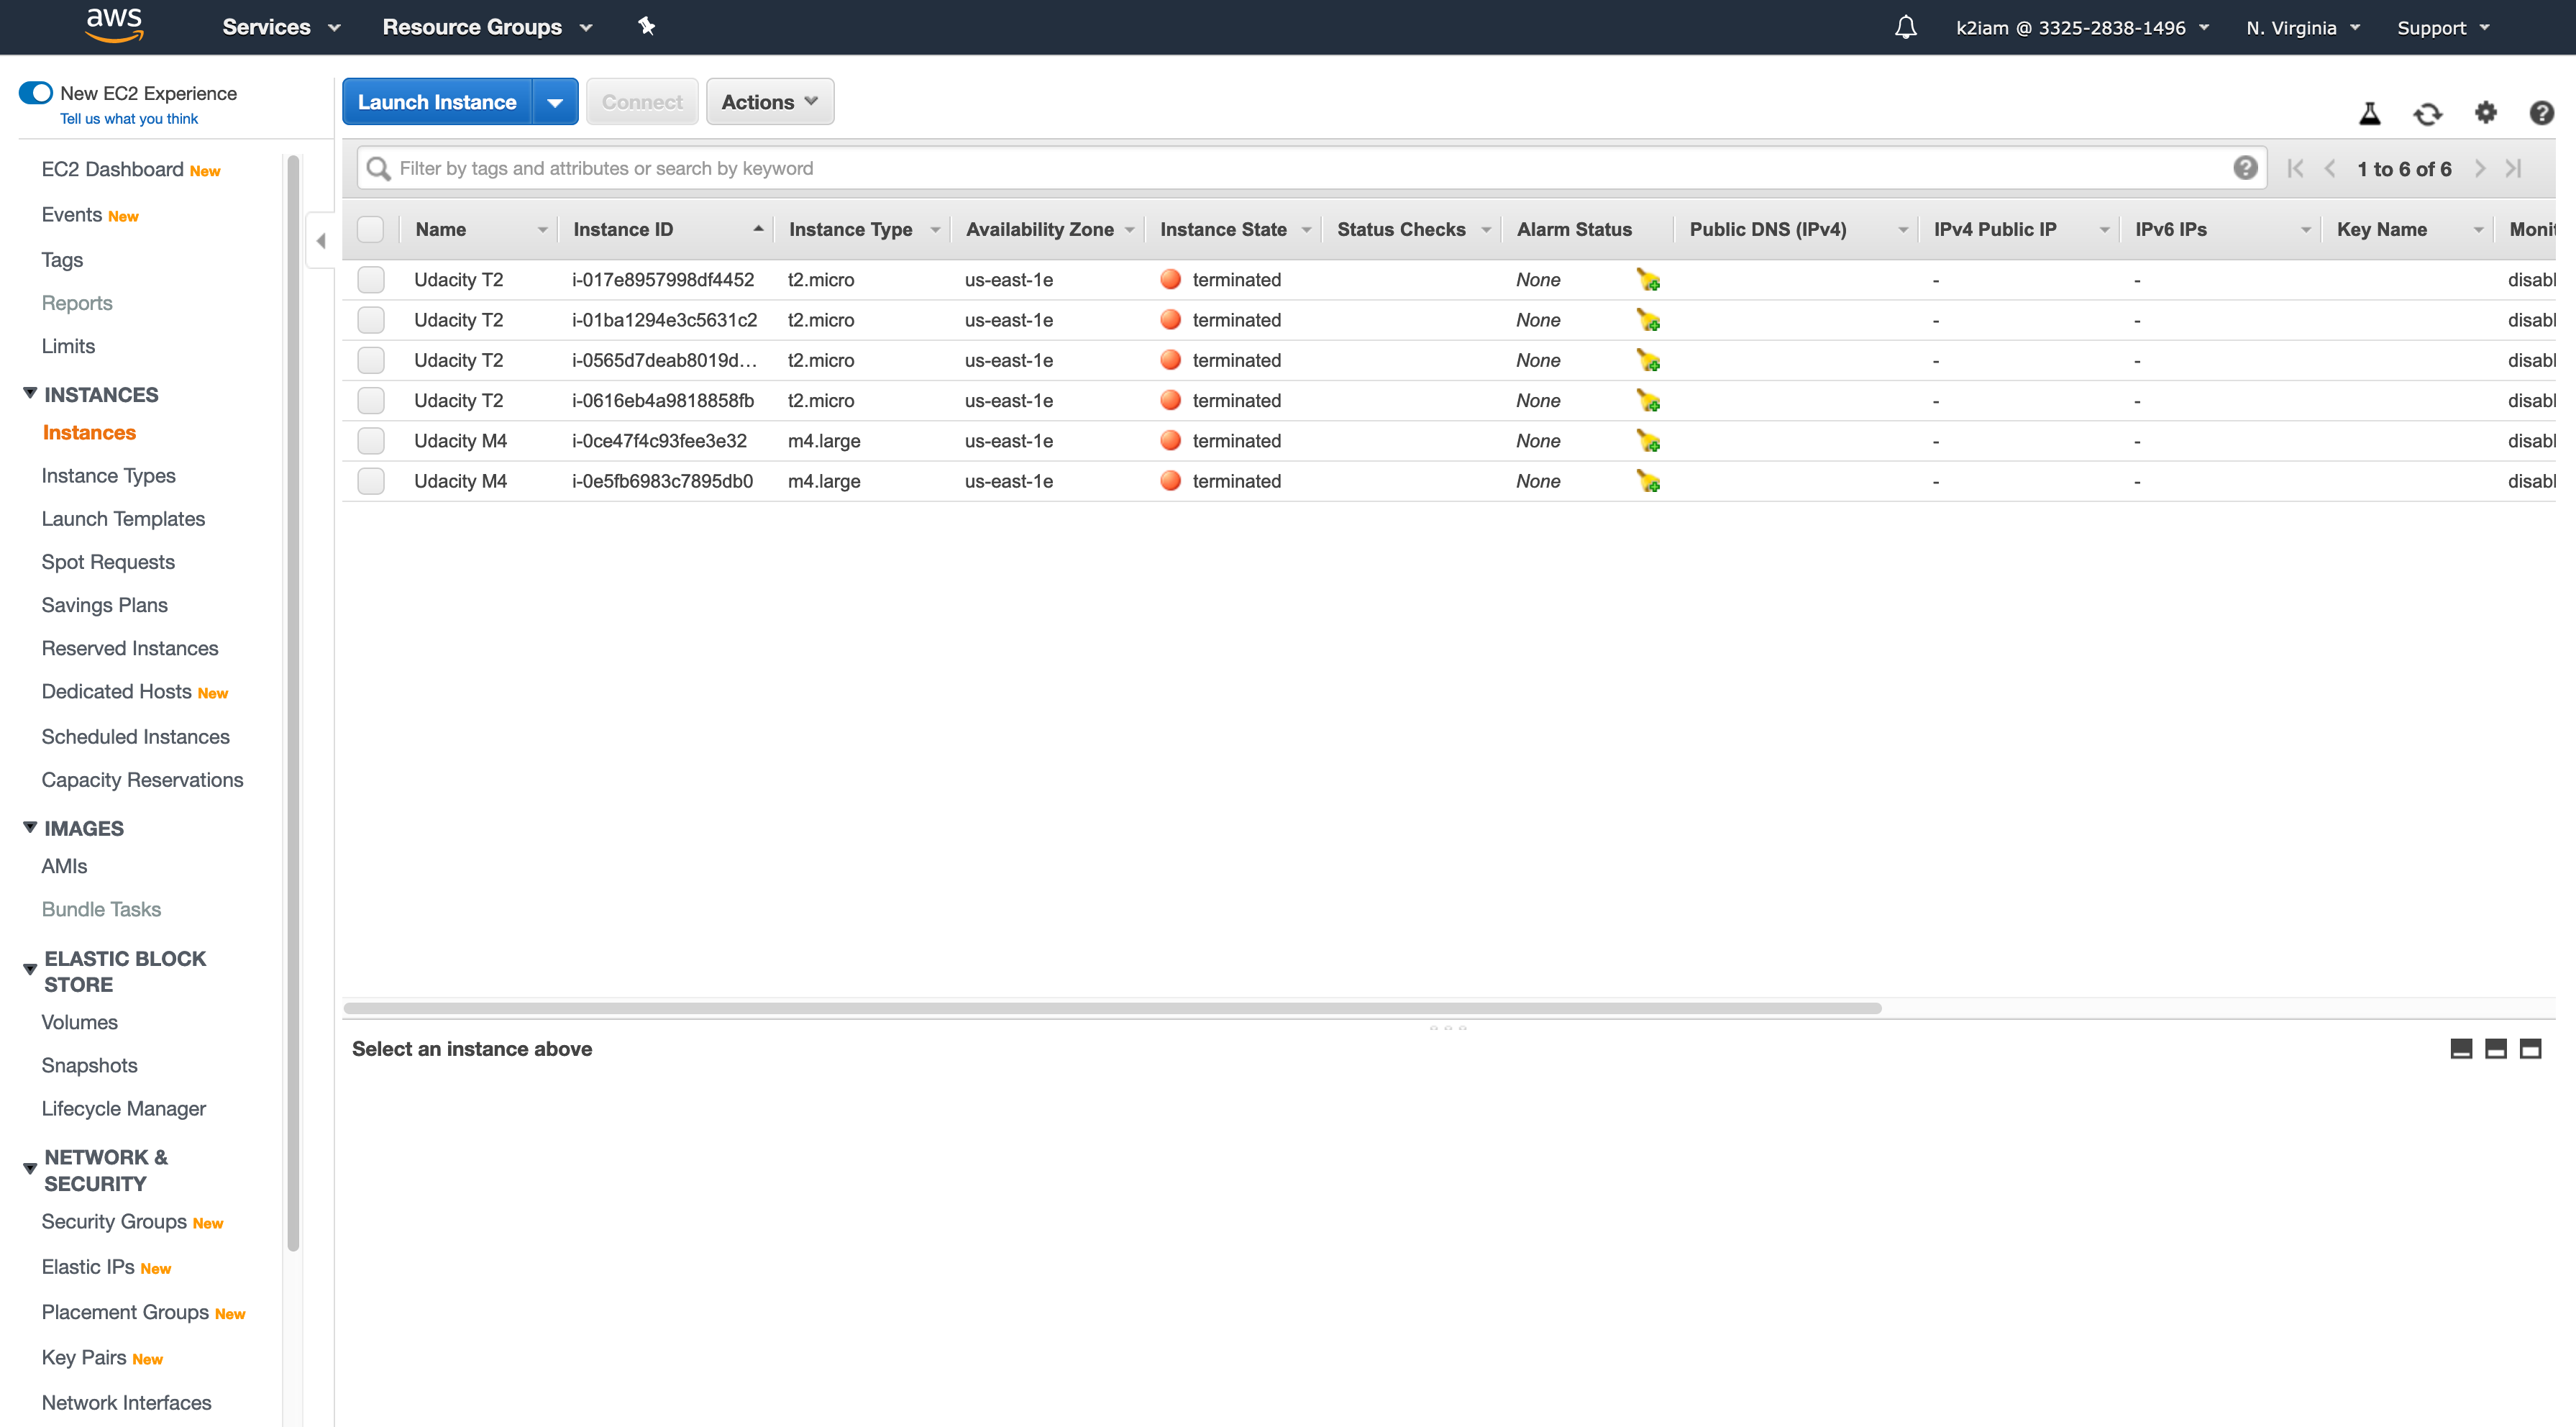 aws Services Resource Groups k2iam @ 3325-2838-1496 N. Virginia Support
New EC2 Experience
Tell us what you think
EC2 Dashboard New
Events New
Tags
Reports
Limits
INSTANCES
Instances
Instance Types
Launch Templates
Spot Requests
Savings Plans
Reserved Instances
Dedicated Hosts New
Scheduled Instances
Capacity Reservations
IMAGES
AMIs
Bundle Tasks
ELASTIC BLOCK
STORE
Volumes
Snapshots
Lifecycle Manager
NETWORK &
SECURITY
Security Groups New
Elastic IPs New
Placement Groups New
Key Pairs New
Network Interfaces
Launch Instance Connect Actions
Filter by tags and attributes or search by keyword 1 to 6 of 6
Name Instance ID Instance Type Availability Zone Instance State Status Checks Alarm Status Public DNS (IPv4) IPv4 Public IP IPv6 IPs Key Name Monit
Udacity T2 i-017e8957998df4452 t2.micro us-east-1e terminated None - - disabl
Udacity T2 i-01ba1294e3c5631c2 t2.micro us-east-1e terminated None - - disabl
Udacity T2 i-0565d7deab8019d... t2.micro us-east-1e terminated None - - disabl
Udacity T2 i-0616eb4a9818858fb t2.micro us-east-1e terminated None - - disabl
Udacity M4 i-0ce47f4c93fee3e32 m4.large us-east-1e terminated None - - disabl
Udacity M4 i-0e5fb6983c7895db0 m4.large us-east-1e terminated None - - disabl
Select an instance above